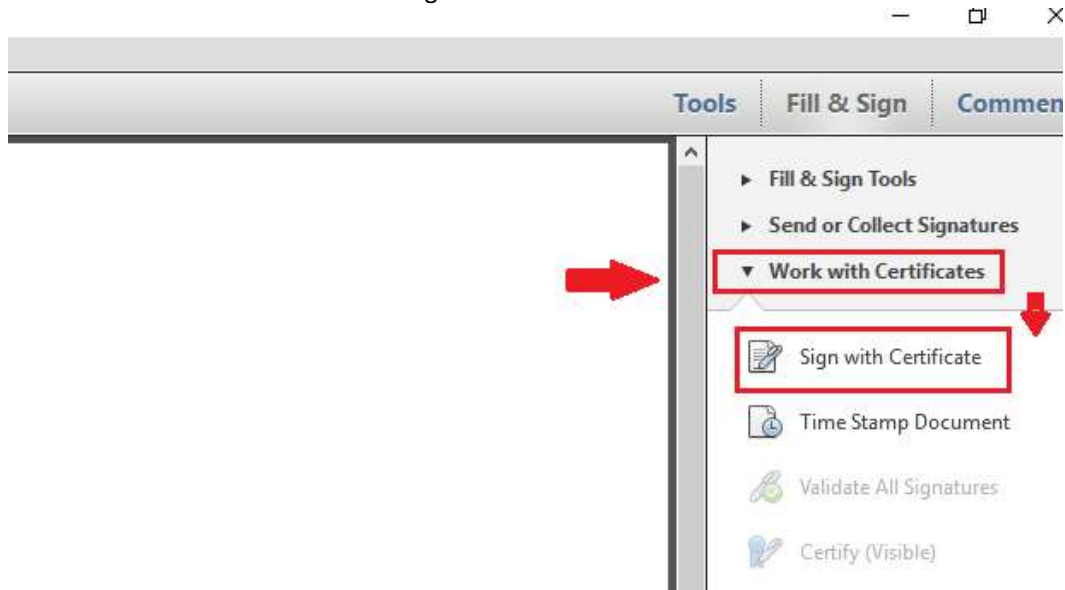 Tools Fill & Sign Commen
Fill & Sign Tools
Send or Collect Signatures
Work with Certificates
Sign with Certificate
Time Stamp Document
Validate All Signatures
Certify (Visible)